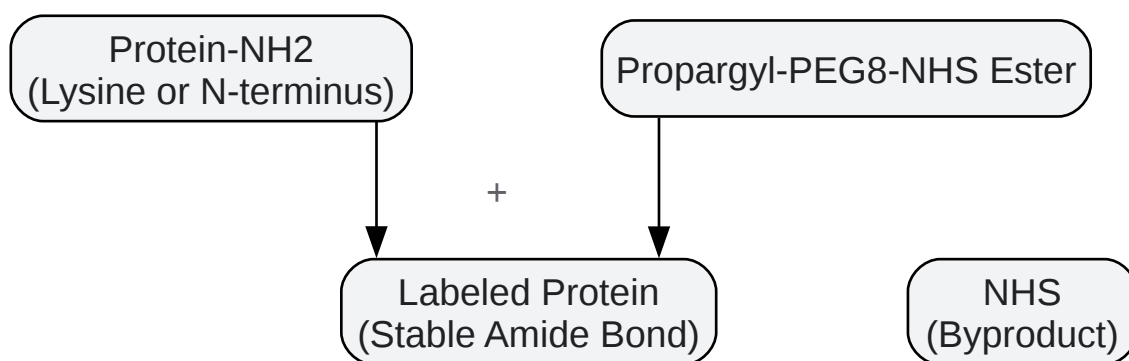 Protein-NH2
(Lysine or N-terminus)
Propargyl-PEG8-NHS Ester
+
Labeled Protein
(Stable Amide Bond)
NHS
(Byproduct)